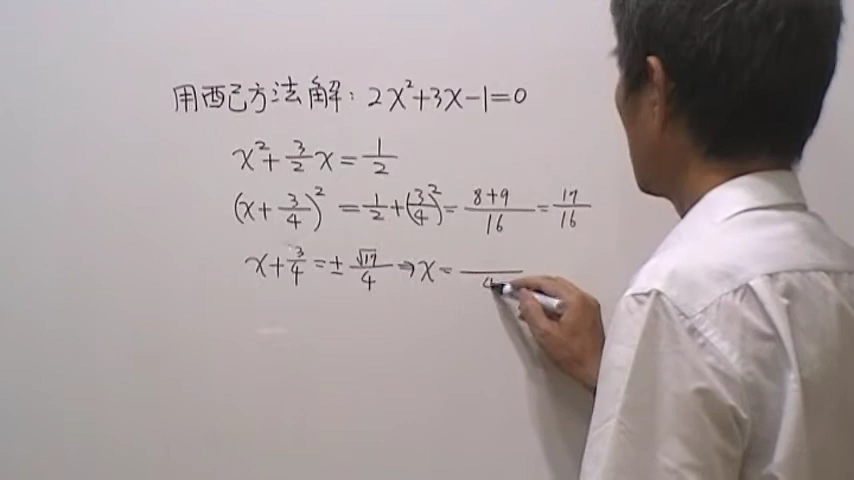 用配方法解：2x²+3x-1=0
x²+3/2x=1/2
(x+3/4)²=1/2+(3/4)²=8+9/16=17/16
x+3/4=±√17/4⇒x=/4